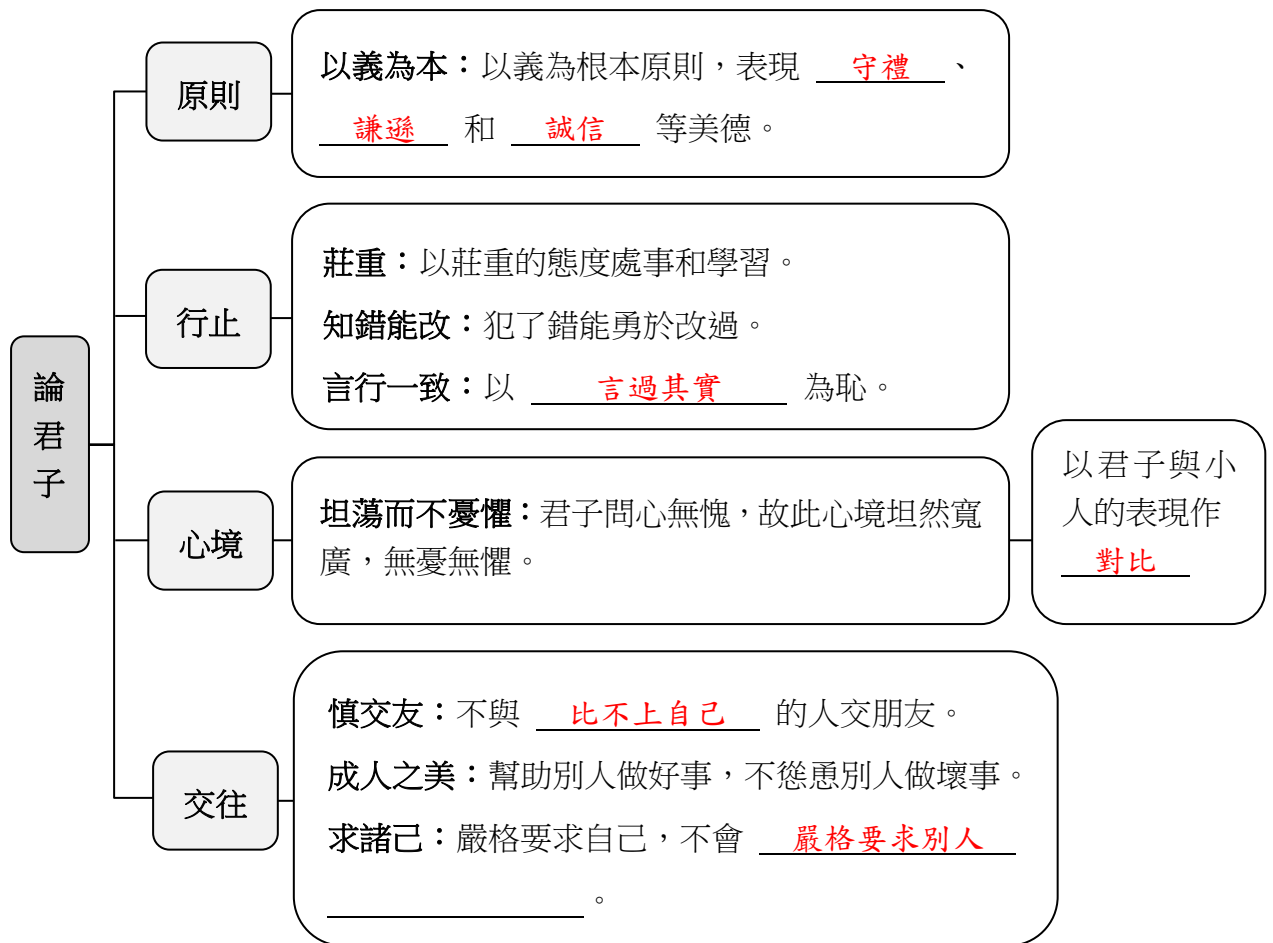 論君子
原則
以義為本：以義為根本原則，表現 守禮 、
謙遜 和 誠信 等美德。
行止
莊重：以莊重的態度處事和學習。
知錯能改：犯了錯能勇於改過。
言行一致：以 言過其實 為恥。
心境
坦蕩而不憂懼：君子問心無愧，故此心境坦然寬
廣，無憂無懼。
以君子與小
人的表現作
對比
交往
慎交友：不與 比不上自己 的人交朋友。
成人之美：幫助別人做好事，不慫恿別人做壞事。
求諸己：嚴格要求自己，不會 嚴格要求別人
。